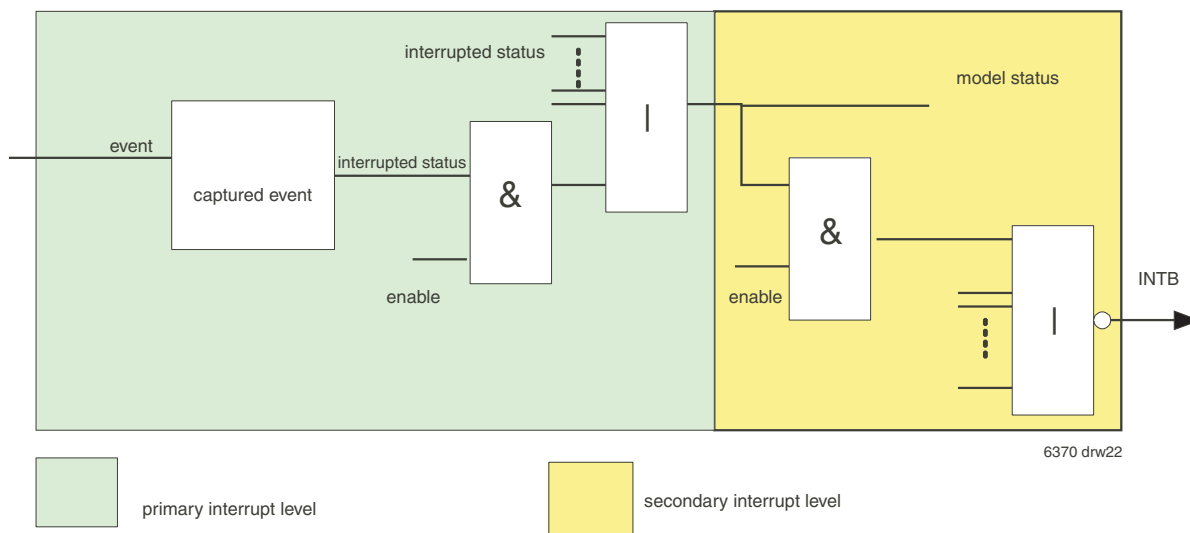 interrupted status
|
model status
event
interrupted status
captured event
&
&
enable
enable
INTB
|
6370 drw22
primary interrupt level
secondary interrupt level